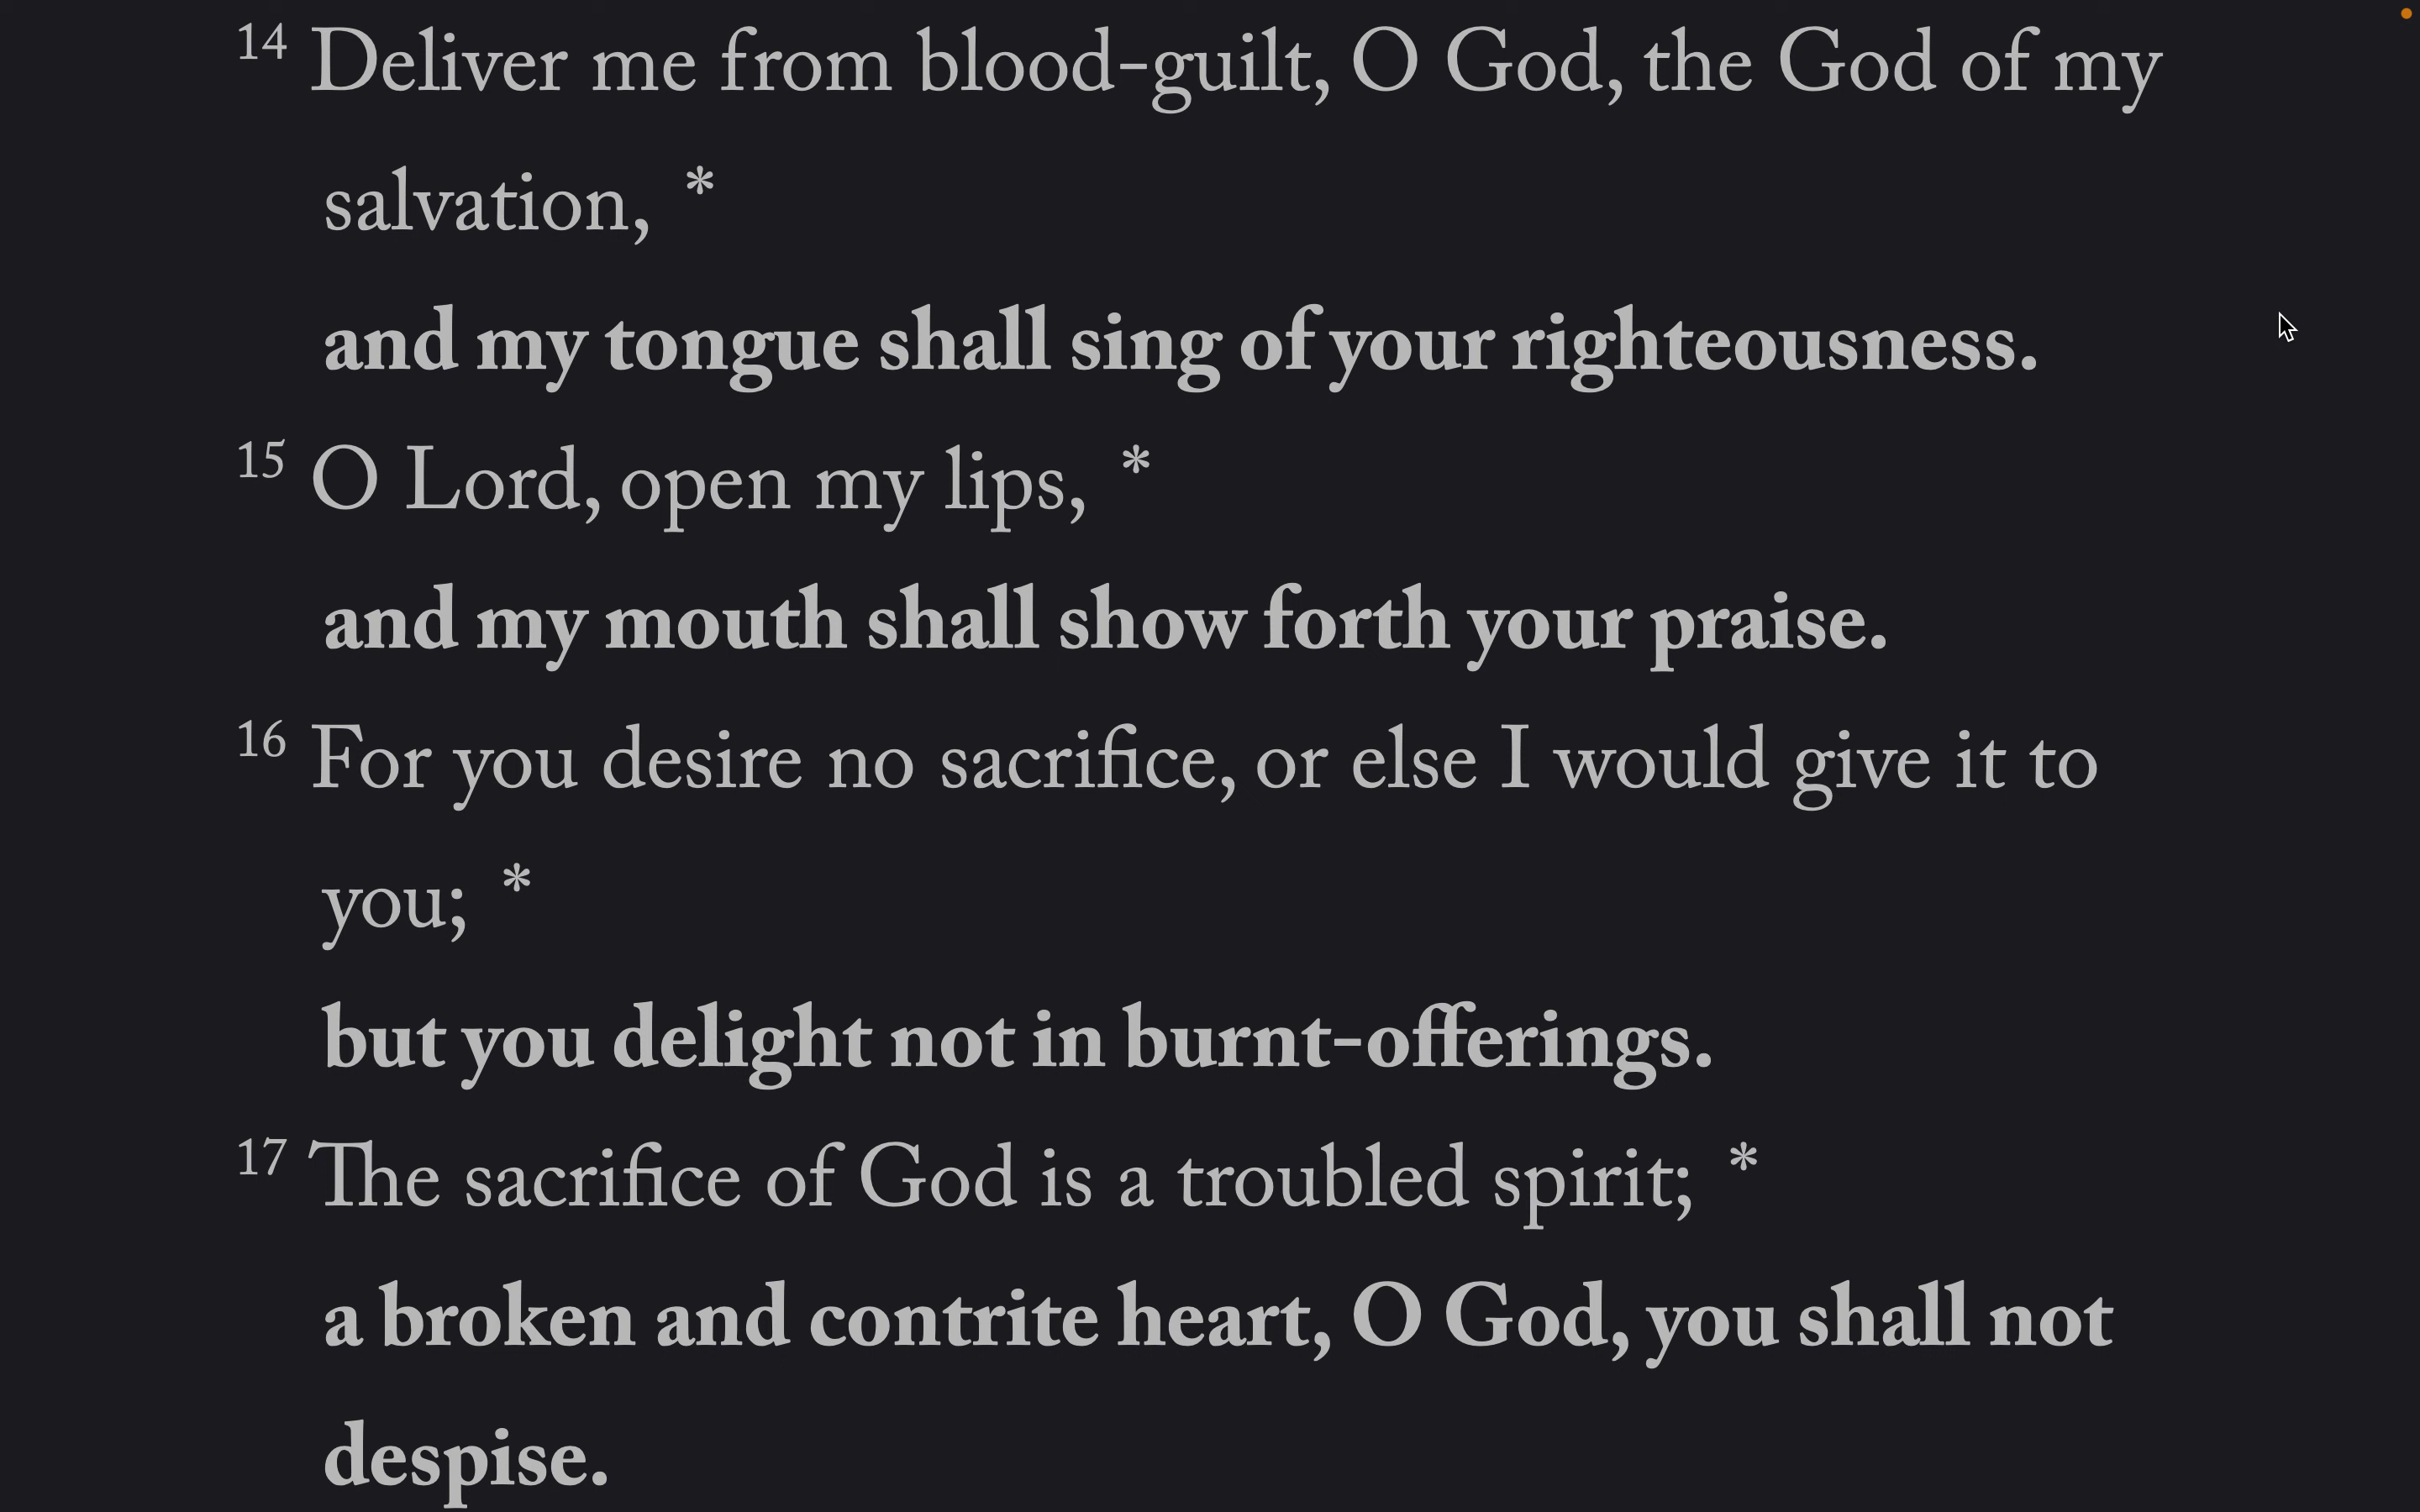 14 Deliver me from blood-guilt, O God, the God of my
salvation, *
and my tongue shall sing of your righteousness.
15 O Lord, open my lips, *
and my mouth shall show forth your praise.
16 For you desire no sacrifice, or else I would give it to
you; *
but you delight not in burnt-offerings.
17 The sacrifice of God is a troubled spirit; *
a broken and contrite heart, O God, you shall not
despise.